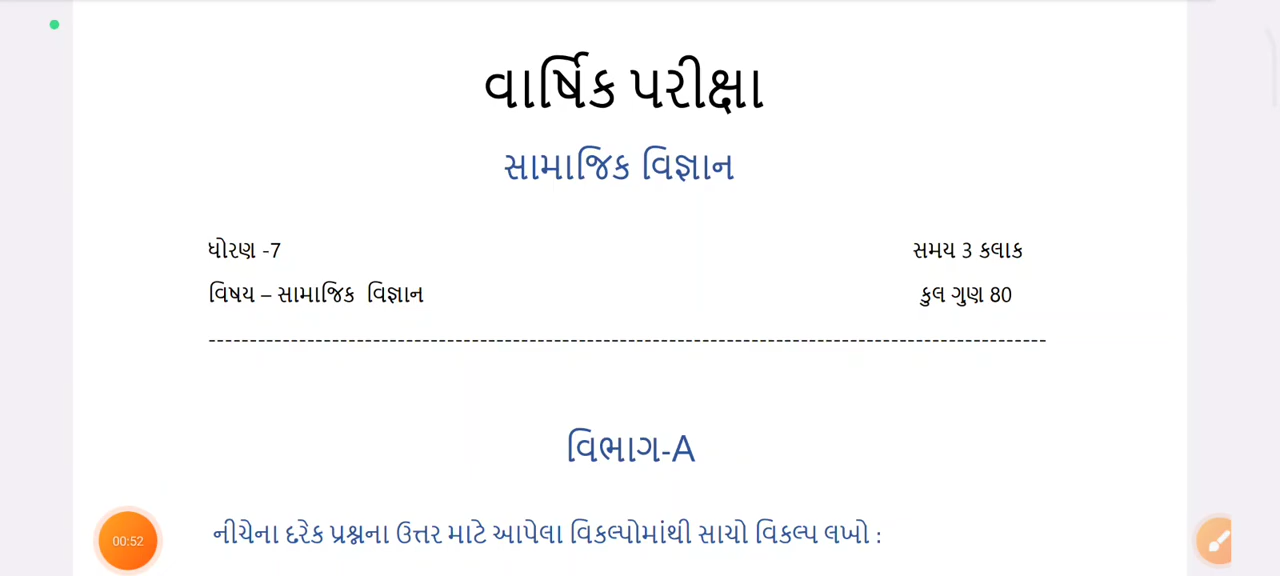 વાર્ષિક પરીક્ષા
સામાજિક વિજ્ઞાન
ધોરણ -7 સમય 3 કલાક
વિષય – સામાજિક વિજ્ઞાન કુલ ગુણ 80
વિભાગ-A
નીચેના દરેક પ્રશ્નના ઉત્તર માટે આપેલા વિકલ્પોમાંથી સાચો વિકલ્પ લખો :
00:52